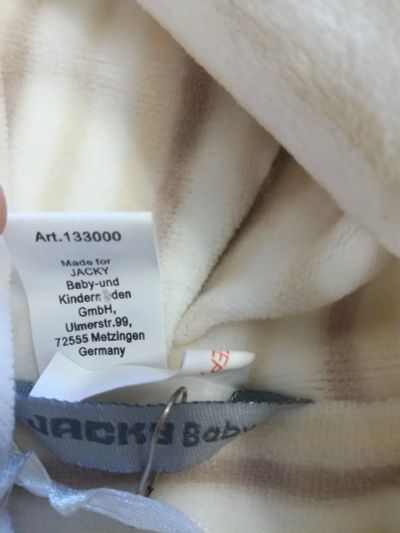 Art.133000
Made for
JACKY
Baby-und
GmbH,
Ulmerstr.99,
72555 Metzingen
Germany
JACKY Baby